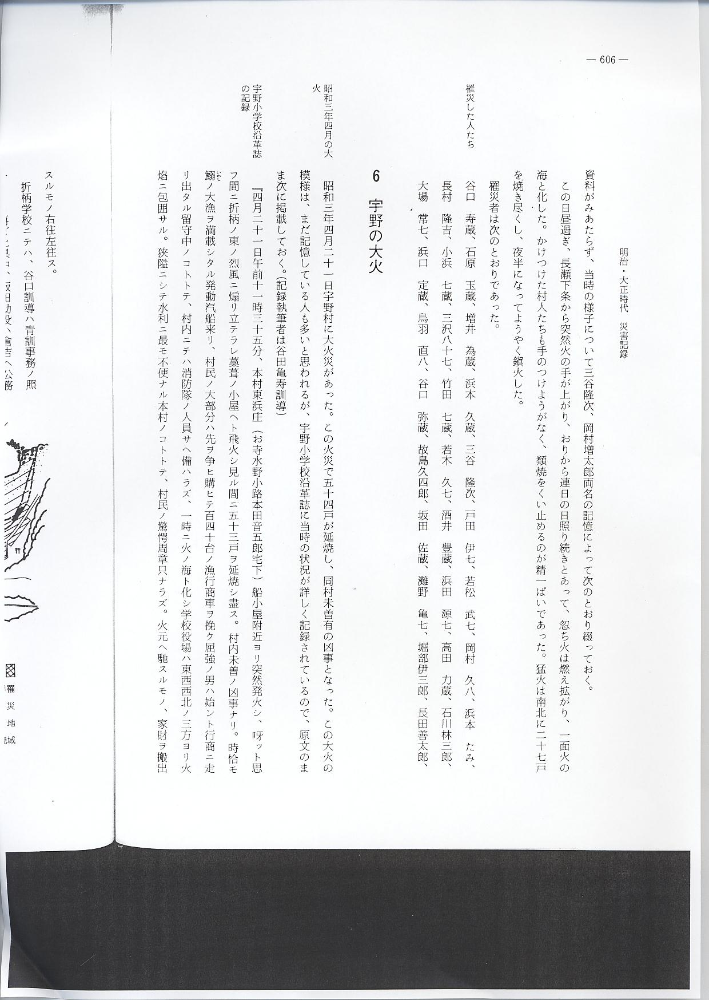 ― 606 ―
明治・大正時代　災害記録
資料がみあたらず、当時の様子について三谷隆次、岡村増太郎両名の記憶によって次のとおり綴っておく。
この日昼過ぎ、長瀬下条から突然火の手が上がり、おりから連日の日照り続きとあって、忽ち火は燃え拡がり、一面火の
海と化した。かけつけた村人たちも手のつけようがなく、類焼をくい止めるのが精一ぱいであった。猛火は南北に二十七戸
を焼き尽くし、夜半になってようやく鎮火した。
罹災者は次のとおりであった。
罹災した人たち
谷口　寿蔵、石原　玉蔵、増井　為蔵、浜本　久蔵、三谷　隆次、戸田　伊七、若松　武七、岡村　久八、浜本　たみ、
長村　隆吉、小浜　七蔵、三沢八十七、竹田　七蔵、若木　久七、酒井　豊蔵、浜田　源七、高田　力蔵、石川林三郎、
大場　常七、浜口　定蔵、鳥羽　直八、谷口　弥蔵、故島久四郎、坂田　佐蔵、灘野　亀七、堀部伊三郎、長田善太郎、
6　宇野の大火
昭和三年四月の大
火
昭和三年四月二十一日宇野村に大火災があった。この火災で五十四戸が延焼し、同村未曽有の凶事となった。この大火の
模様は、まだ記憶している人も多いと思われるが、宇野小学校沿革誌に当時の状況が詳しく記録されているので、原文のま
ま次に掲載しておく。（記録執筆者は谷田亀寿訓導）
宇野小学校沿革誌
の記録
『四月二十一日午前十一時三十五分、本村東浜庄（お寺水野小路本田音五郎宅下）船小屋附近ヨリ突然発火シ、呀ット思
フ間ニ折柄ノ東ノ烈風ニ煽リ立テラレ藁葺ノ小屋ヘト飛火シ見ル間ニ五十三戸ヲ延焼シ盡ス。村内未曽ノ凶事ナリ。時恰モ
鰯いわしノ大漁ヲ満載シタル発動汽船来リ、村民ノ大部分ハ先ヲ争ヒ購ヒテ百四十台ノ漁行商車ヲ挽ク屈強ノ男ハ始ント行商ニ走
リ出タル留守中ノコトトテ、村内ニテハ消防隊ノ人員サヘ備ハラズ、一時ニ火ノ海ト化シ学校役場ハ東西西北ノ三方ヨリ火
焰ニ包囲サル。狭隘ニシテ水利ニ最モ不便ナル本村ノコトトテ、村民ノ驚愕周章只ナラズ。火元ヘ馳スルモノ、家財ヲ搬出
スルモノ右往左往ス。
折柄学校ニテハ、谷口訓導ハ青訓事務ノ照
坂田助役ハ倉吉ヘ公務
罹災地域